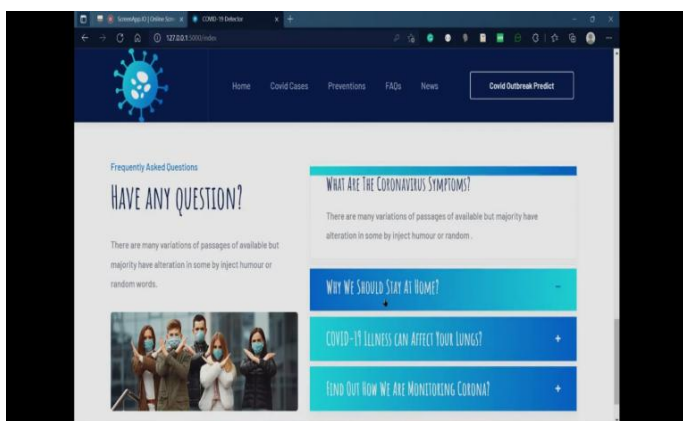 ScreenApp.IO | Online Scre
COVID-19 Detector
127.0.0.1:5000/index
Home Covid Cases Preventions FAQs News Covid Outbreak Predict
Frequently Asked Questions
HAVE ANY QUESTION?
There are many variations of passages of available but
majority have alteration in some by inject humour or
random words.
WHAT ARE THE CORONAVIRUS SYMPTOMS?
There are many variations of passages of available but majority have
alteration in some by inject humour or random .
WHY WE SHOULD STAY AT HOME? −
COVID-19 ILLNESS CAN AFFECT YOUR LUNGS? +
FIND OUT HOW WE ARE MONITORING CORONA? +